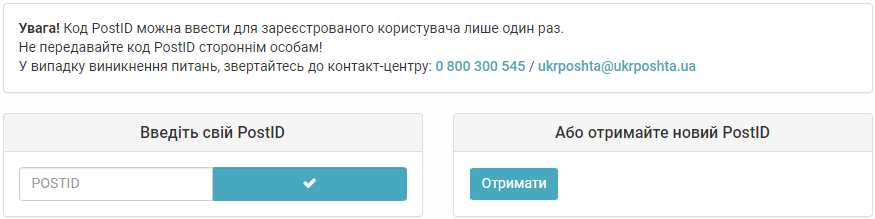 Увага! Код PostID можна ввести для зареєстрованого користувача лише один раз.
Не передавайте код PostID стороннім особам!
У випадку виникнення питань, звертайтесь до контакт-центру: 0 800 300 545 / ukrposhta@ukrposhta.ua
Введіть свій PostID
Або отримайте новий PostID
POSTID
Отримати